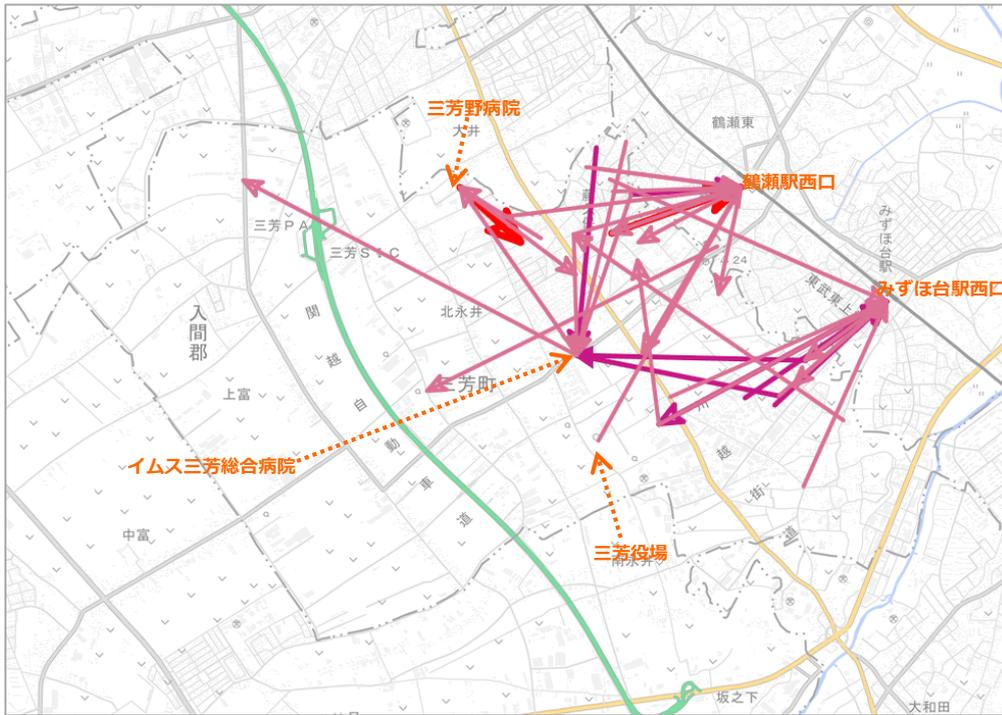 三芳野病院
大井
鶴瀬東
鶴瀬駅西口
みずほ台駅
三芳PA
三芳SIC
24
みずほ台駅西口
東武東上
入間郡
北永井
関越自動車道
三芳町
上富
川越街道
イムス三芳総合病院
中富
三芳役場
南永井
坂之下
大和田